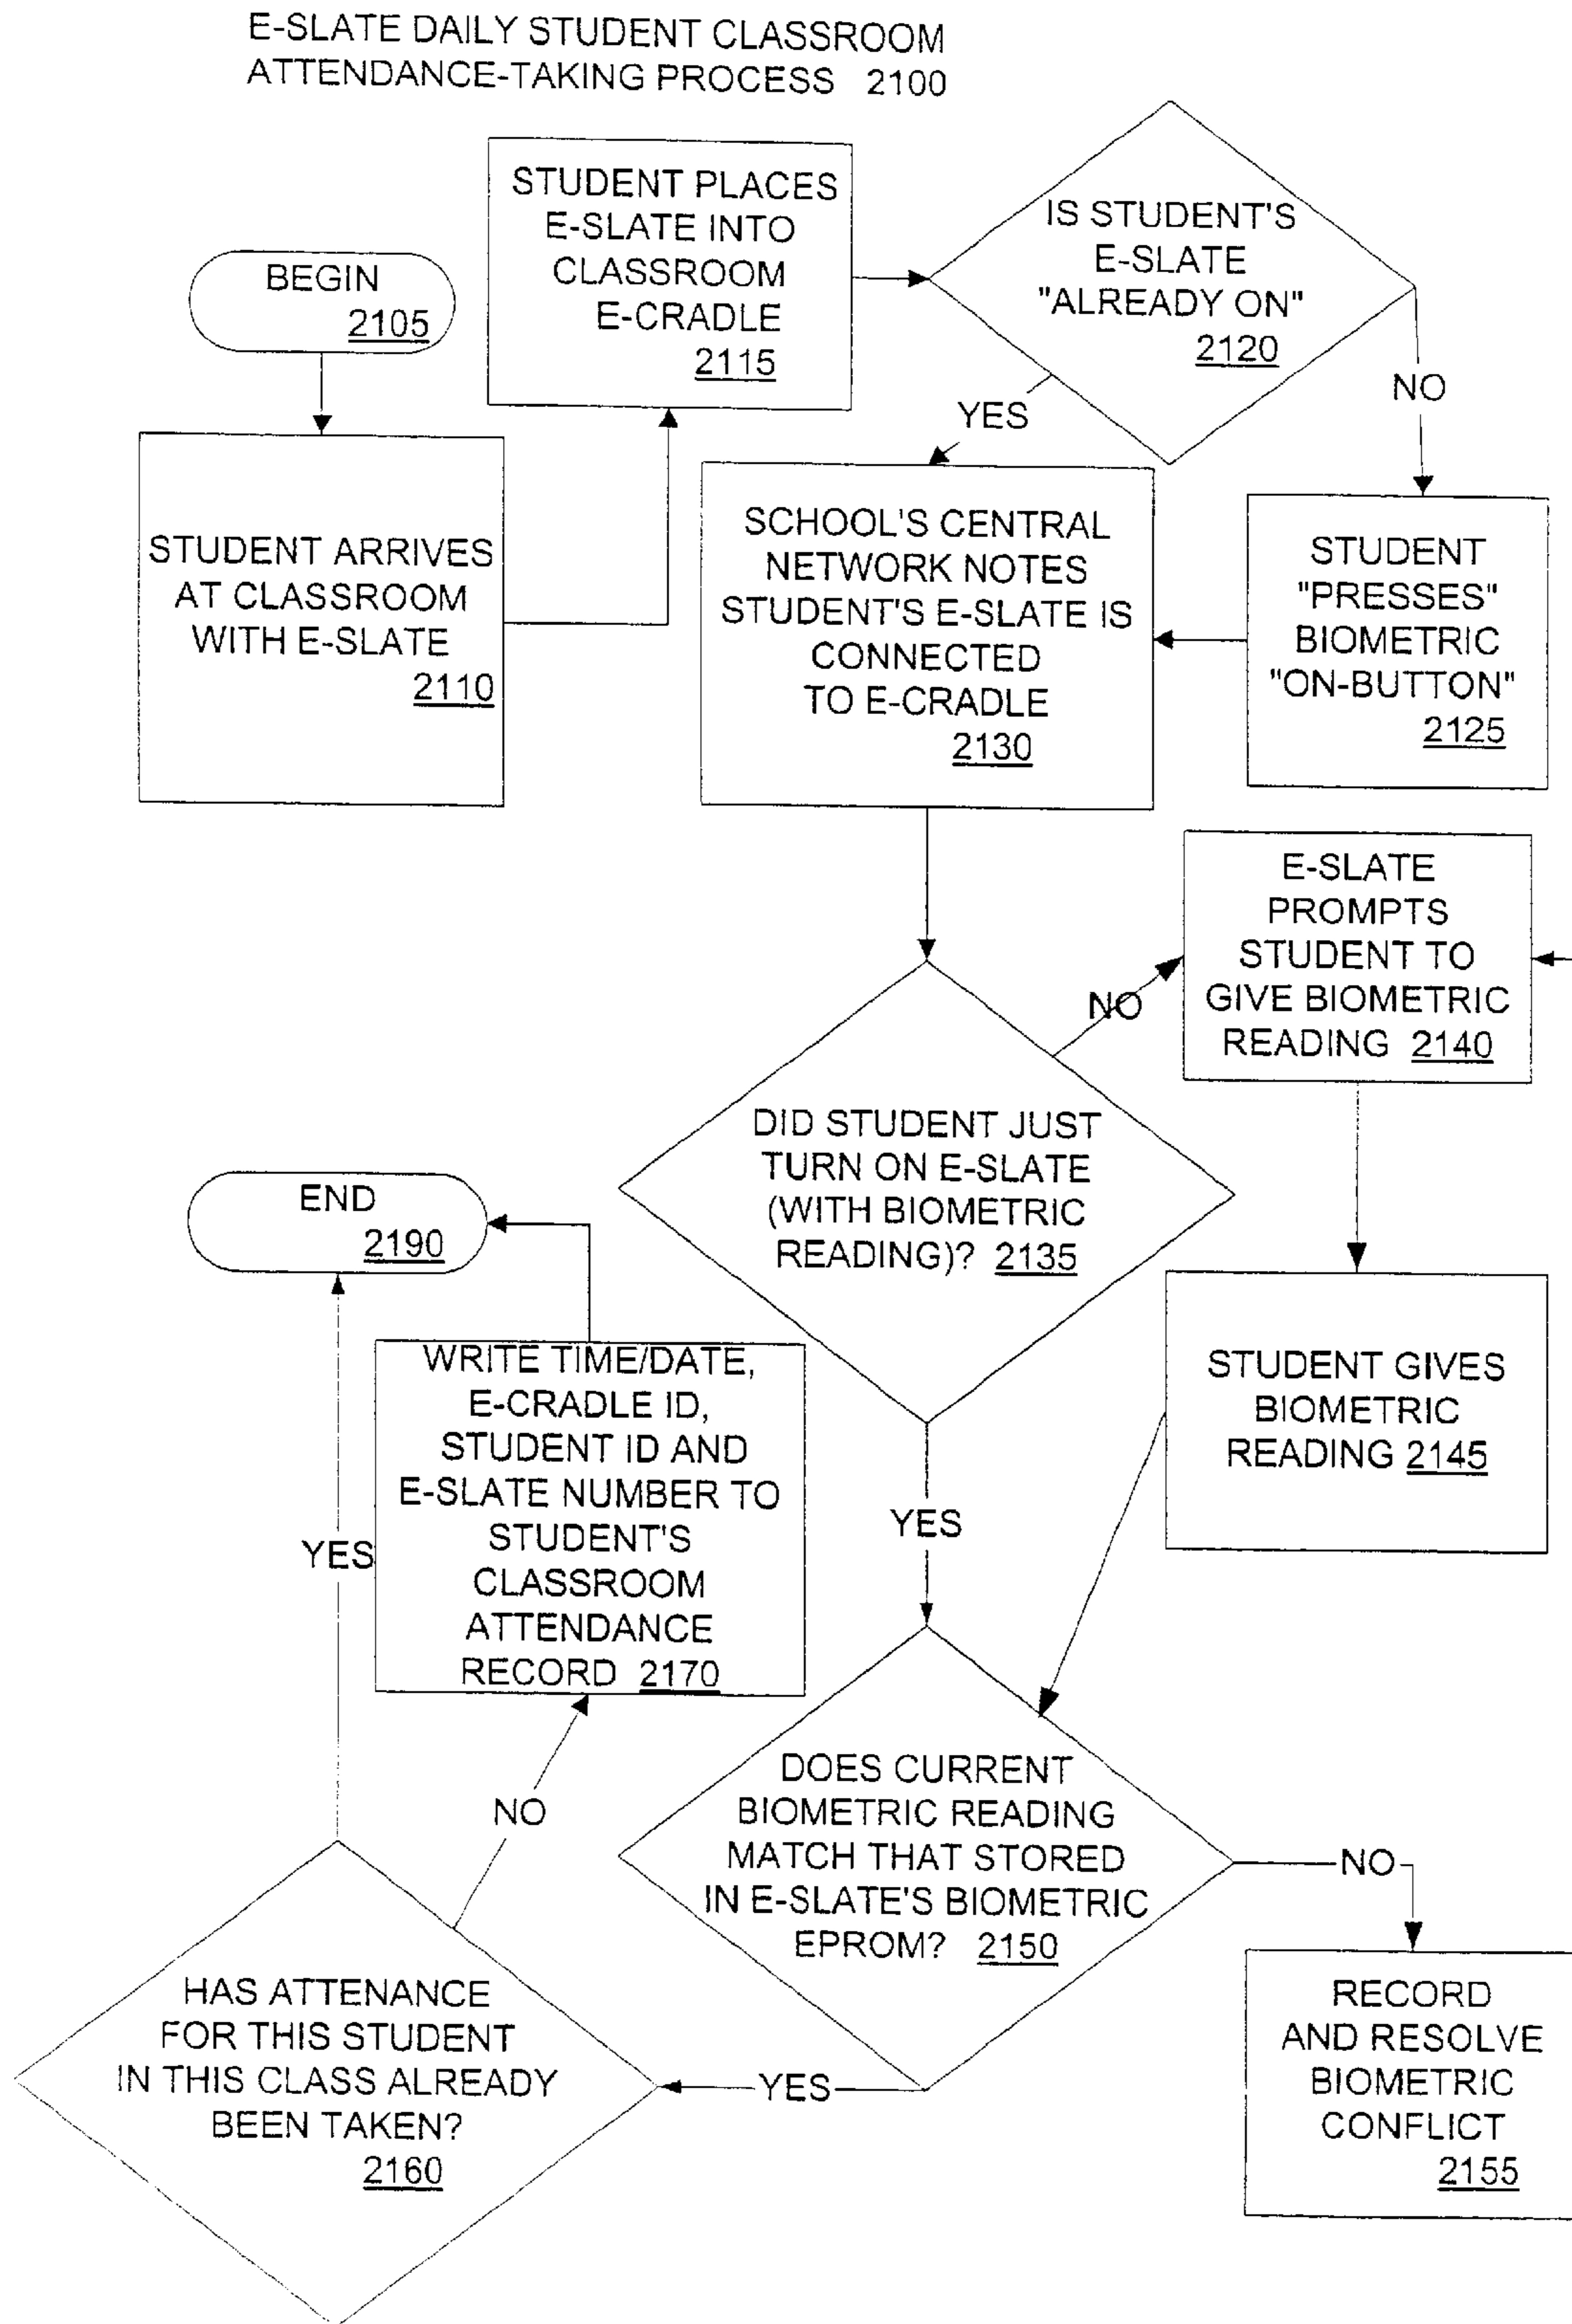 E-SLATE DAILY STUDENT CLASSROOM
ATTENDANCE-TAKING PROCESS 2100
BEGIN
2105
STUDENT ARRIVES
AT CLASSROOM
WITH E-SLATE
2110
STUDENT PLACES
E-SLATE INTO
CLASSROOM
E-CRADLE
2115
IS STUDENT'S
E-SLATE
"ALREADY ON"
2120
YES
NO
STUDENT
"PRESSES"
BIOMETRIC
"ON-BUTTON"
2125
SCHOOL'S CENTRAL
NETWORK NOTES
STUDENT'S E-SLATE IS
CONNECTED
TO E-CRADLE
2130
DID STUDENT JUST
TURN ON E-SLATE
(WITH BIOMETRIC
READING)? 2135
NO
E-SLATE
PROMPTS
STUDENT TO
GIVE BIOMETRIC
READING 2140
STUDENT GIVES
BIOMETRIC
READING 2145
YES
DOES CURRENT
BIOMETRIC READING
MATCH THAT STORED
IN E-SLATE'S BIOMETRIC
EPROM? 2150
NO
RECORD
AND RESOLVE
BIOMETRIC
CONFLICT
2155
YES
HAS ATTENANCE
FOR THIS STUDENT
IN THIS CLASS ALREADY
BEEN TAKEN?
2160
NO
WRITE TIME/DATE,
E-CRADLE ID,
STUDENT ID AND
E-SLATE NUMBER TO
STUDENT'S
CLASSROOM
ATTENDANCE
RECORD 2170
YES
END
2190